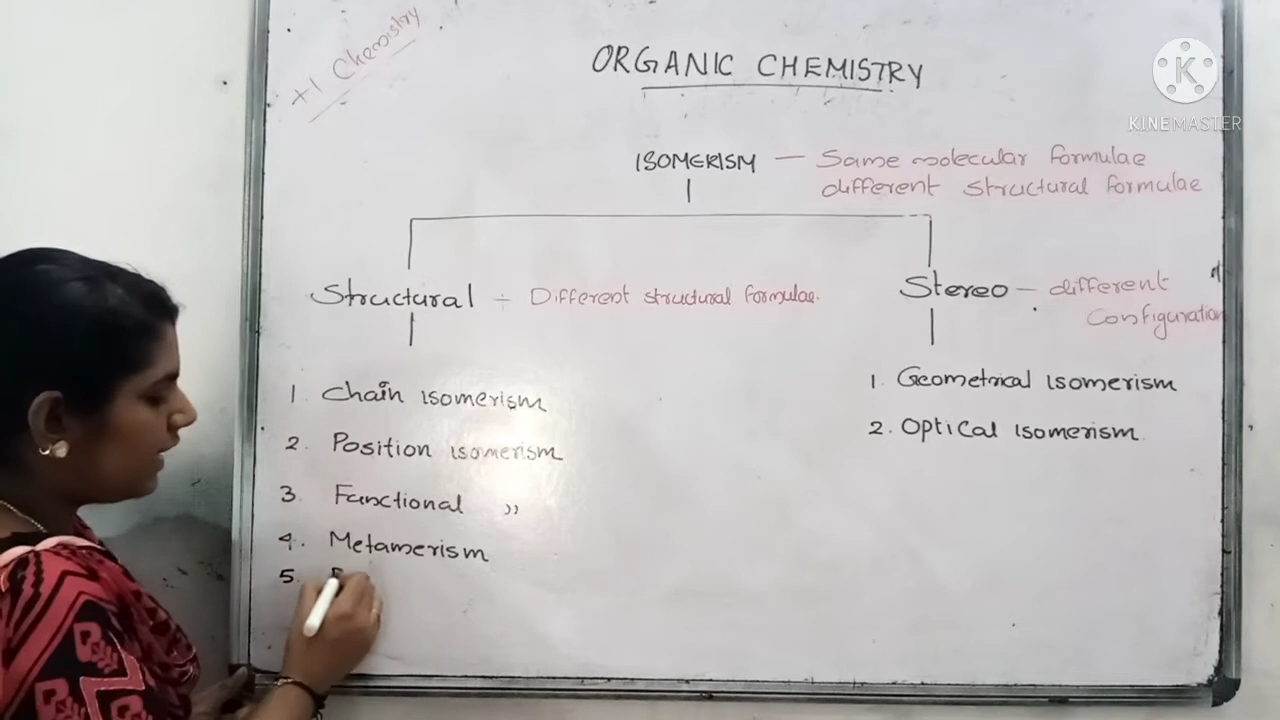 +1 Chemistry
ORGANIC CHEMISTRY
K
KINEMASTER
ISOMERISM — Same molecular formulae
different structural formulae
Structural – Different structural formulae.
Stereo – different
Configuration
1. Chain isomerism
2. Position isomerism
3. Functional ,,
4. Metamerism
5.
1. Geometrical isomerism
2. Optical isomerism.